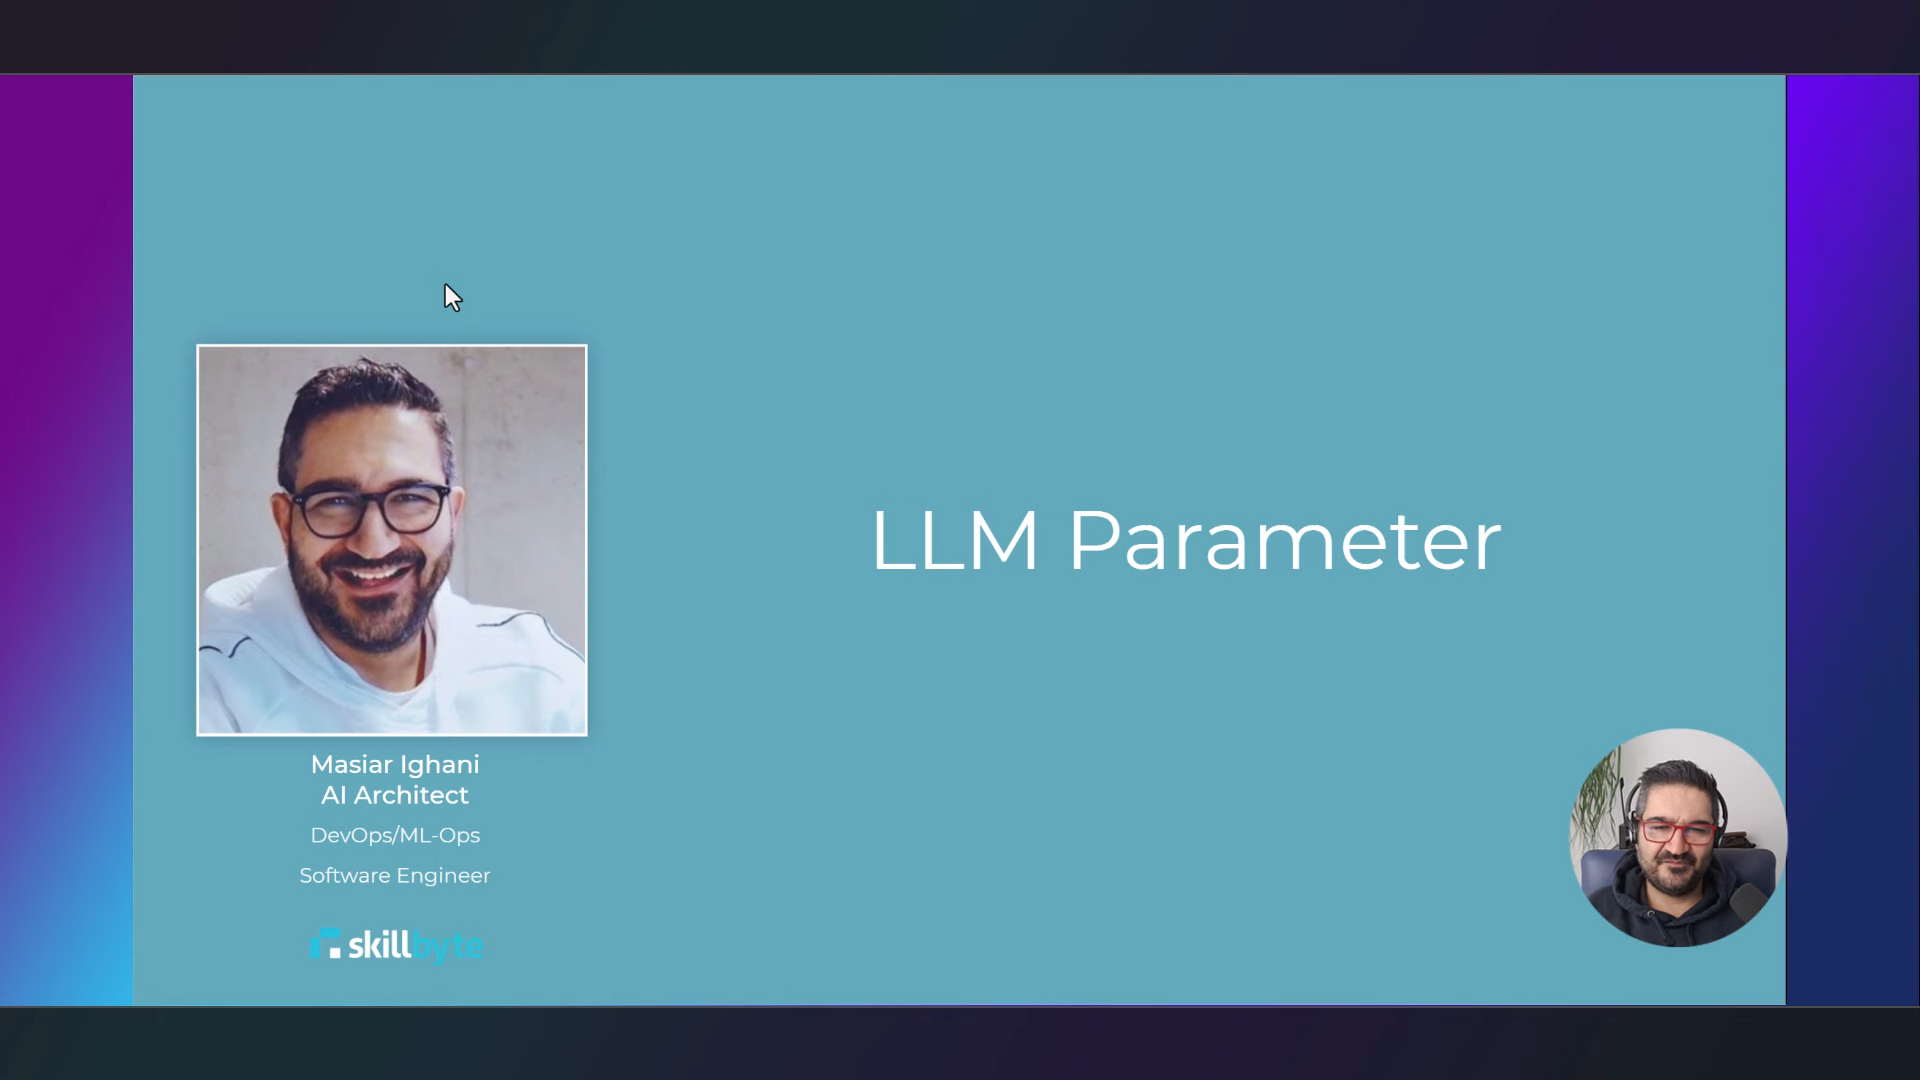 LLM Parameter
Masiar Ighani
AI Architect
DevOps/ML-Ops
Software Engineer
skillbyte